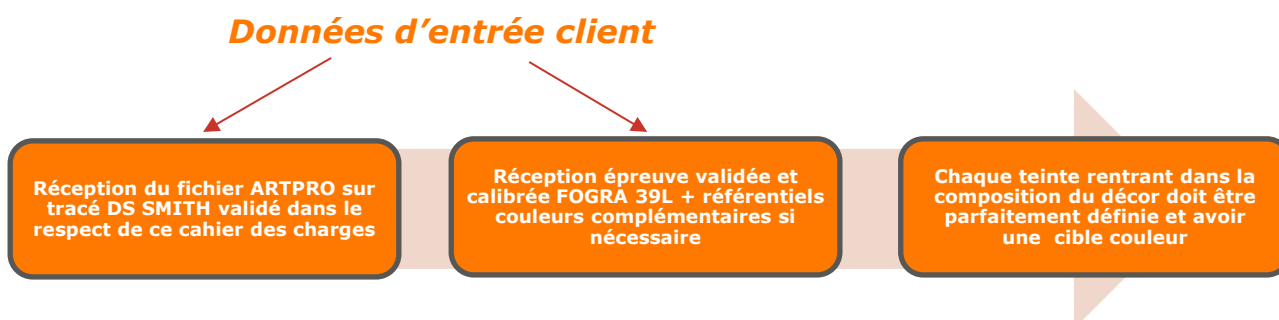 Données d’entrée client
Réception du fichier ARTPRO sur
tracé DS SMITH validé dans le
respect de ce cahier des charges
Réception épreuve validée et
calibrée FOGRA 39L + référentiels
couleurs complémentaires si
nécessaire
Chaque teinte rentrant dans la
composition du décor doit être
parfaitement définie et avoir
une  cible couleur